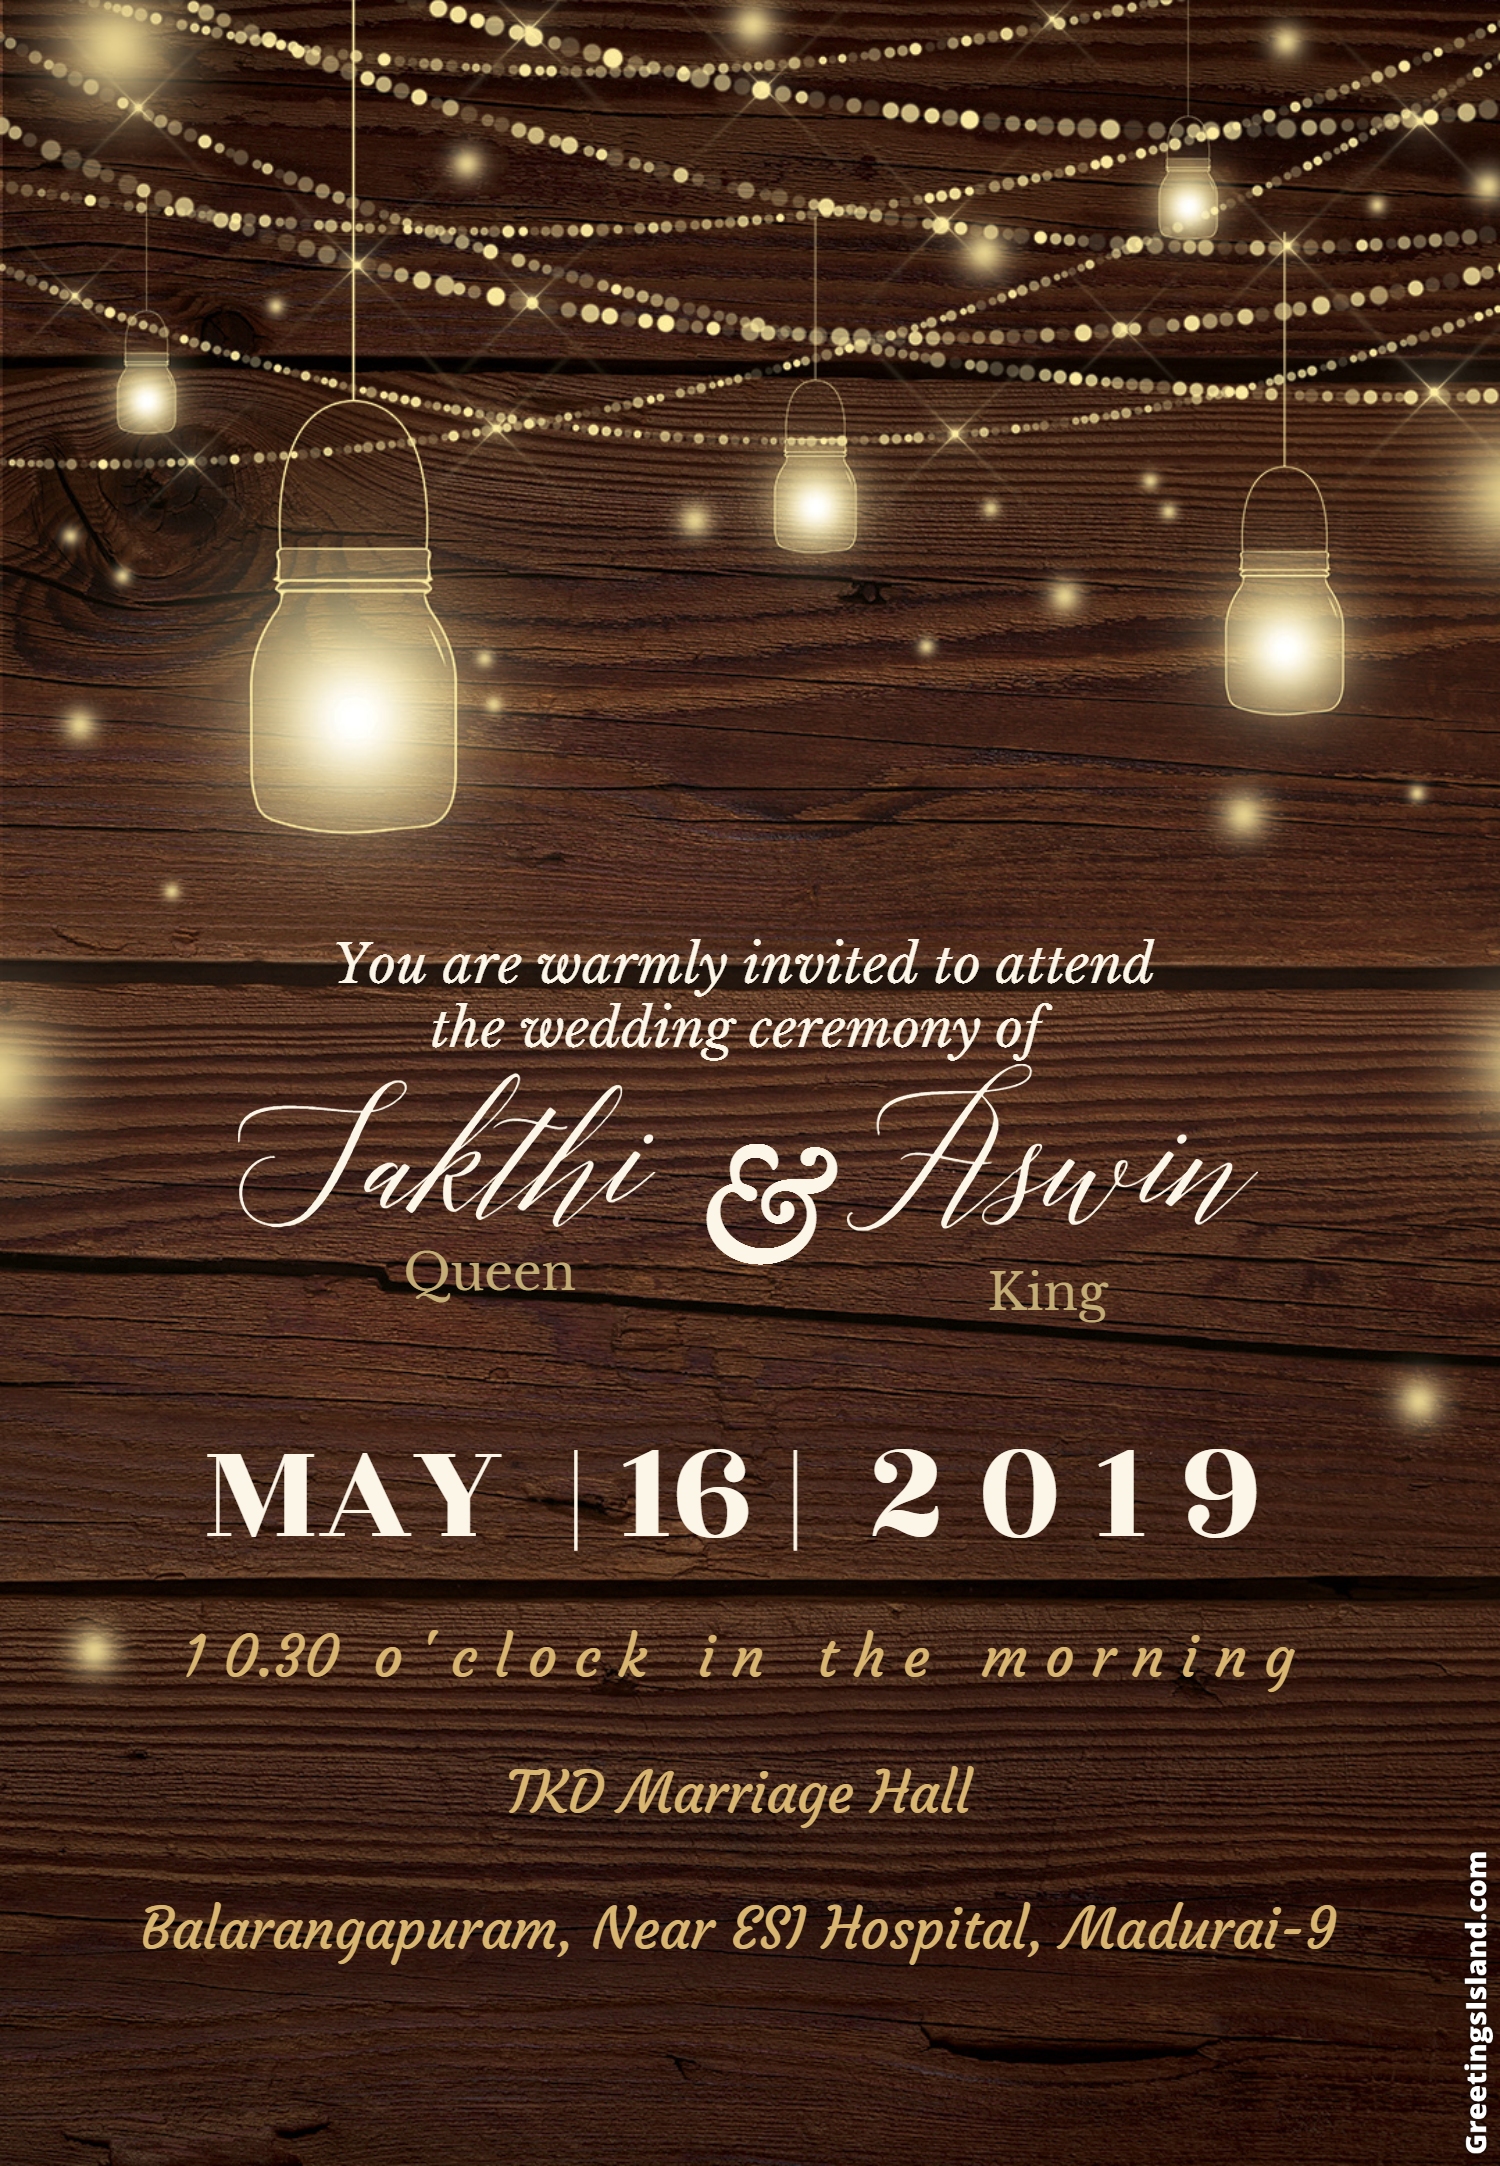 You are warmly invited to attend
the wedding ceremony of
Sakthi & Aswin
Queen King
MAY | 16 | 2019
10.30 o'clock in the morning
TKD Marriage Hall
Balarangapuram, Near ESI Hospital, Madurai-9
GreetingsIsland.com